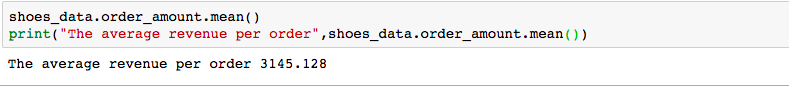 shoes_data.order_amount.mean()
print("The average revenue per order",shoes_data.order_amount.mean())
The average revenue per order 3145.128